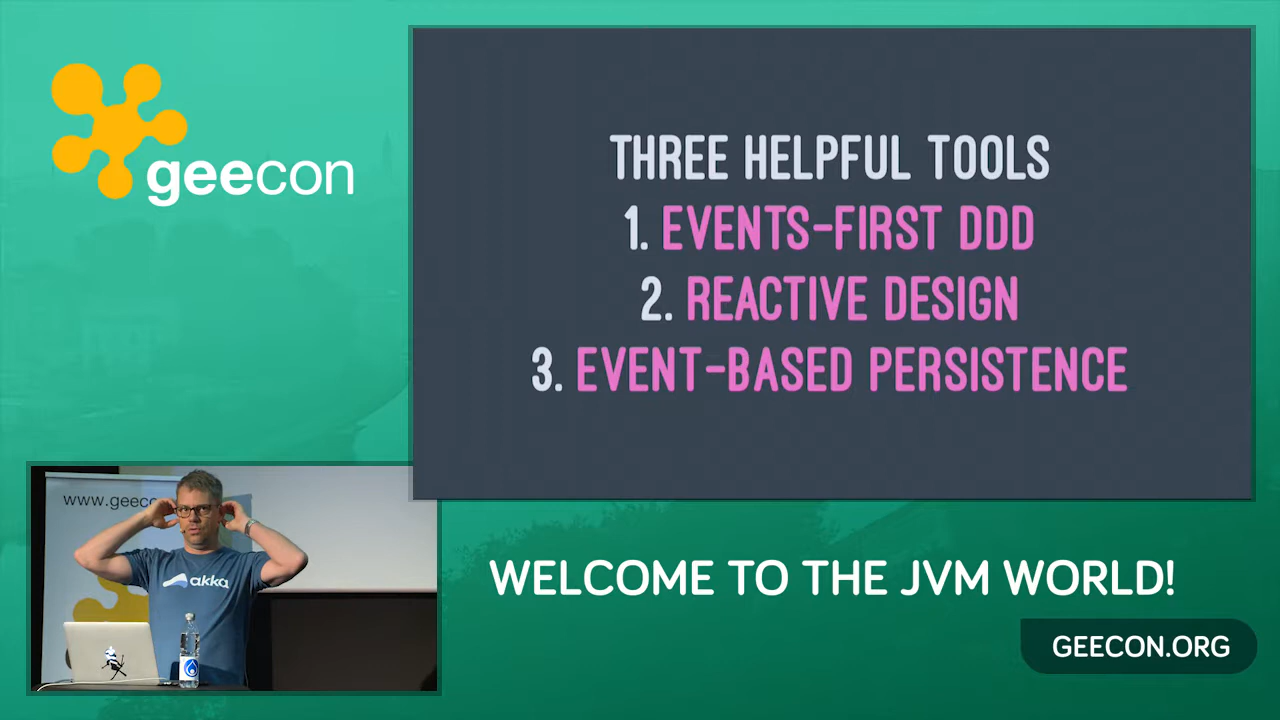 geecon
THREE HELPFUL TOOLS
1. EVENTS-FIRST DDD
2. REACTIVE DESIGN
3. EVENT-BASED PERSISTENCE
www.geec
akka
WELCOME TO THE JVM WORLD!
GEECON.ORG